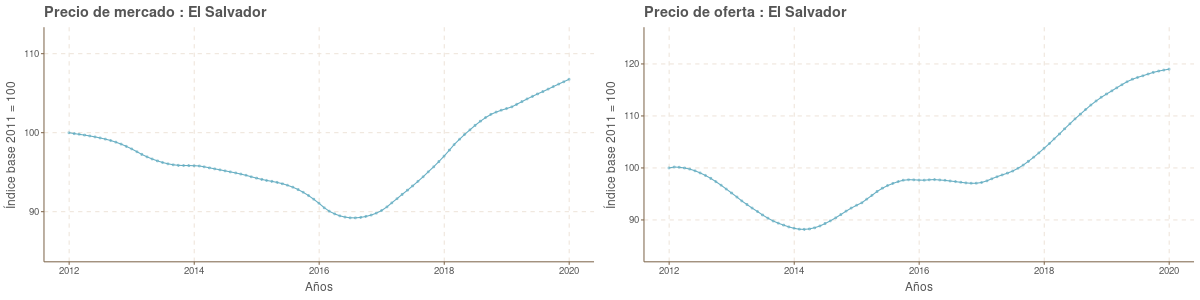 Precio de mercado : El Salvador
Índice base 2011 = 100
110
100
90
2012 2014 2016 2018 2020
Años
Precio de oferta : El Salvador
Índice base 2011 = 100
120
110
100
90
2012 2014 2016 2018 2020
Años